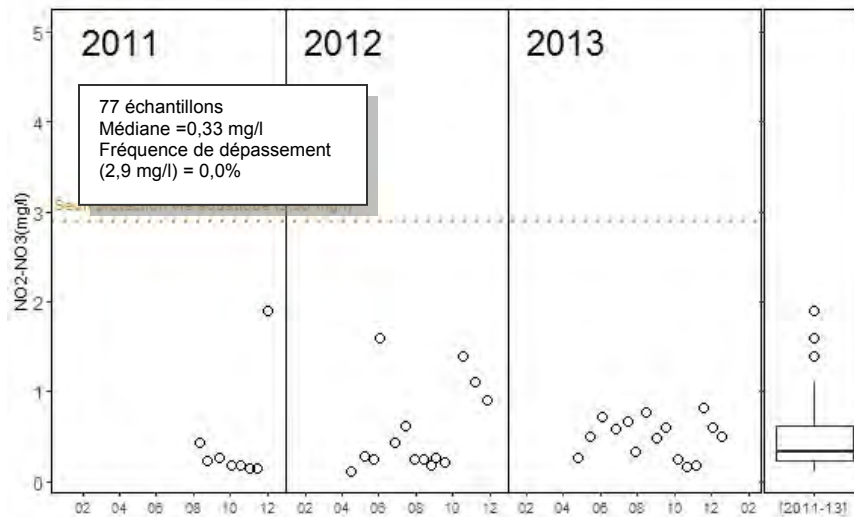 2011 2012 2013
77 échantillons
Médiane =0,33 mg/l
Fréquence de dépassement
(2,9 mg/l) = 0,0%
NO2-NO3(mg/l)
5
4
3
2
1
0
02 04 06 08 10 12 02 04 06 08 10 12 02 04 06 08 10 12 02 [2011-13]